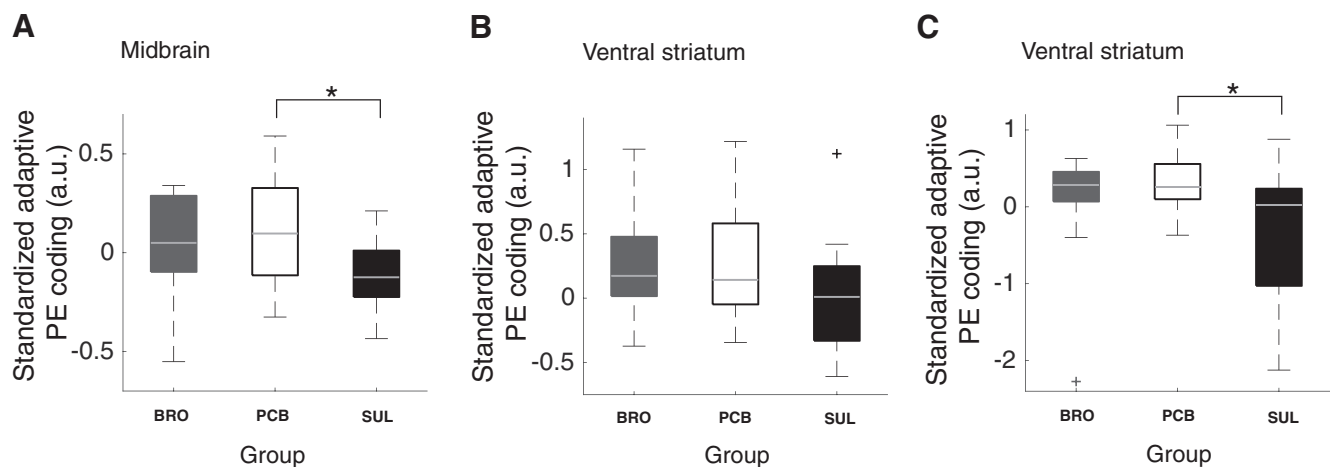 A
Midbrain
Standardized adaptive
PE coding (a.u.)
*
0.5
0
-0.5
BRO
PCB
SUL
Group
B
Ventral striatum
Standardized adaptive
PE coding (a.u.)
+
1
0.5
0
-0.5
BRO
PCB
SUL
Group
C
Ventral striatum
Standardized adaptive
PE coding (a.u.)
*
1
0
-1
-2
+
BRO
PCB
SUL
Group